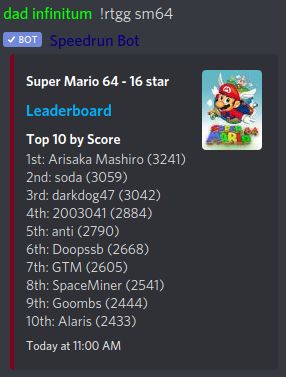 dad infinitum !rtgg sm64
BOT Speedrun Bot
Super Mario 64 - 16 star
Leaderboard
Top 10 by Score
1st: Arisaka Mashiro (3241)
2nd: soda (3059)
3rd: darkdog47 (3042)
4th: 2003041 (2884)
5th: anti (2790)
6th: Doopssb (2668)
7th: GTM (2605)
8th: SpaceMiner (2541)
9th: Goombs (2444)
10th: Alaris (2433)
Today at 11:00 AM